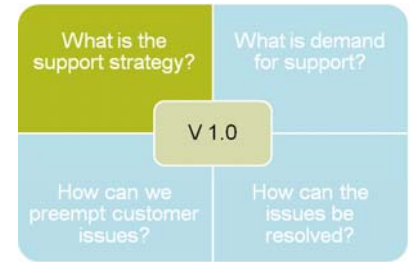 What is the
support strategy?
What is demand
for support?
V 1.0
How can we
preempt customer
issues?
How can the
issues be
resolved?